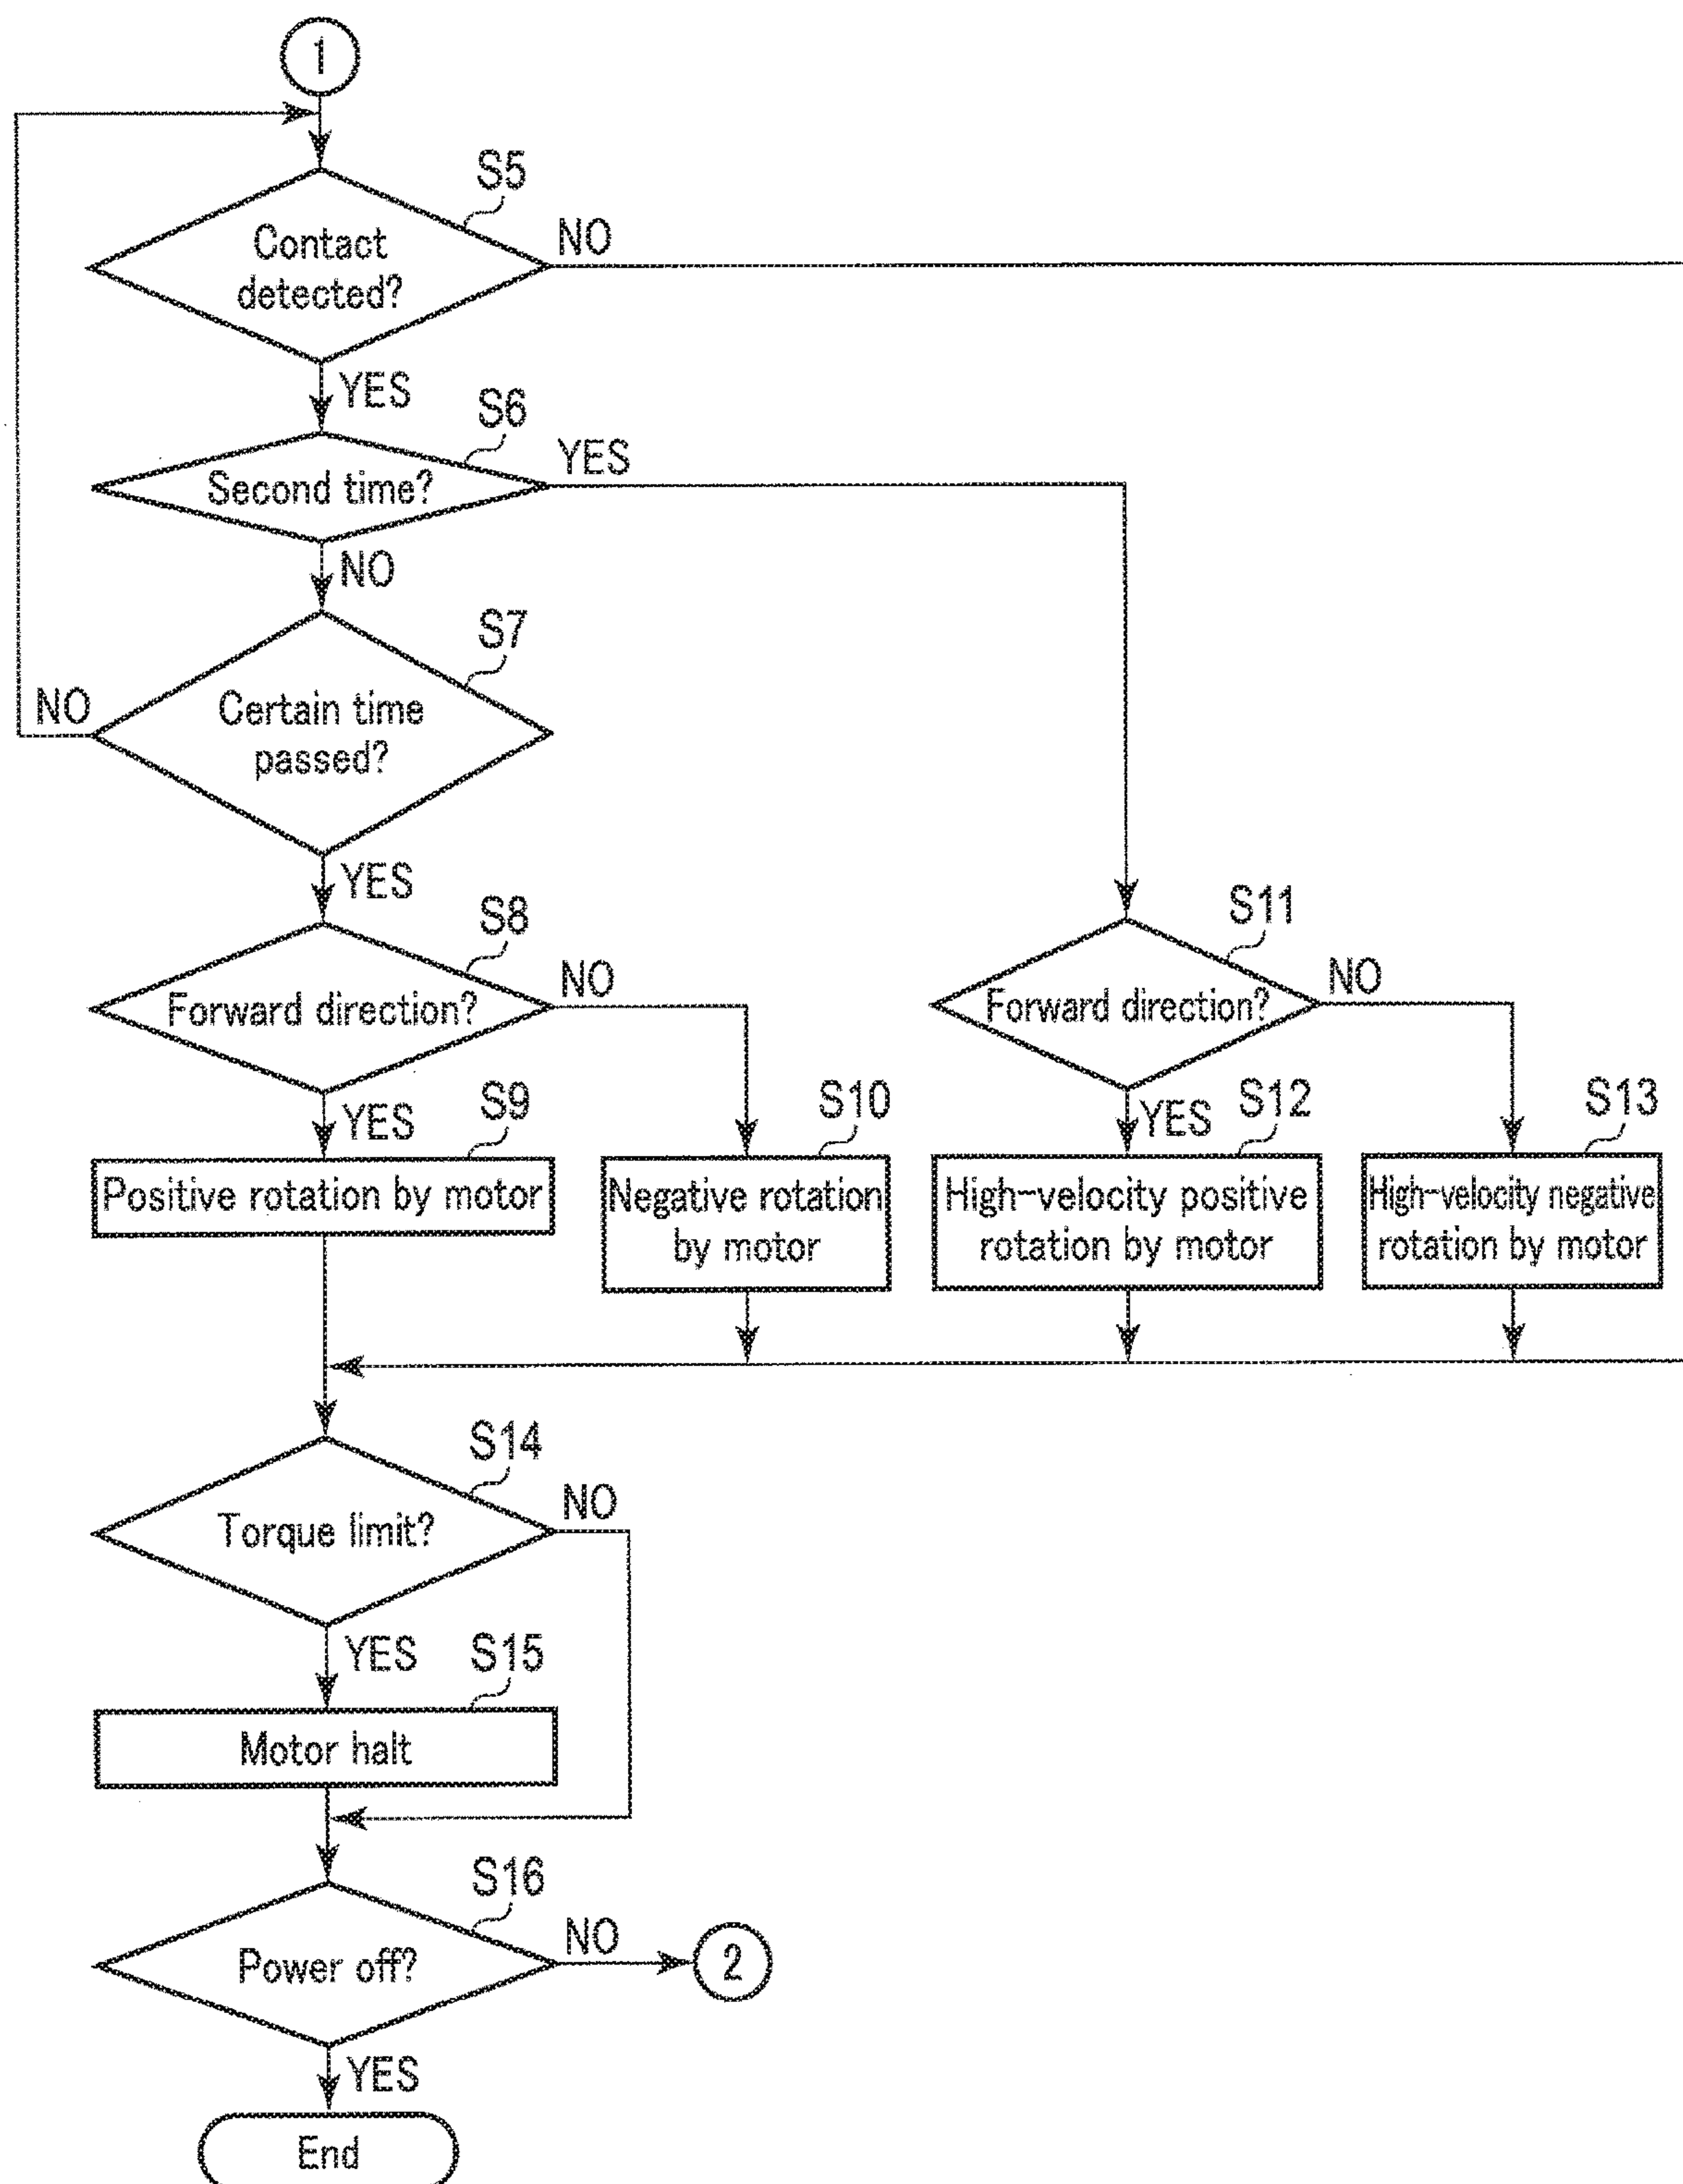 1
S5
Contact
detected?
NO
YES
S6
Second time?
YES
NO
S7
Certain time
passed?
NO
YES
S8
Forward direction?
NO
S11
Forward direction?
NO
YES
S9
Positive rotation by motor
S10
Negative rotation
by motor
YES
S12
High-velocity positive
rotation by motor
S13
High-velocity negative
rotation by motor
S14
Torque limit?
NO
YES
S15
Motor halt
S16
Power off?
NO
2
YES
End